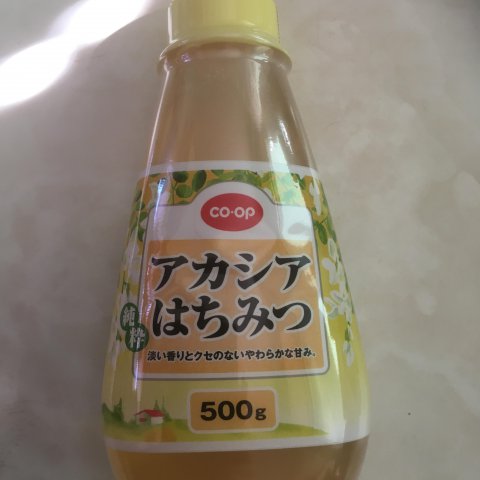 co·op
アカシア
純粋
はちみつ
淡い香りとクセのないやわらかな甘み。
500g